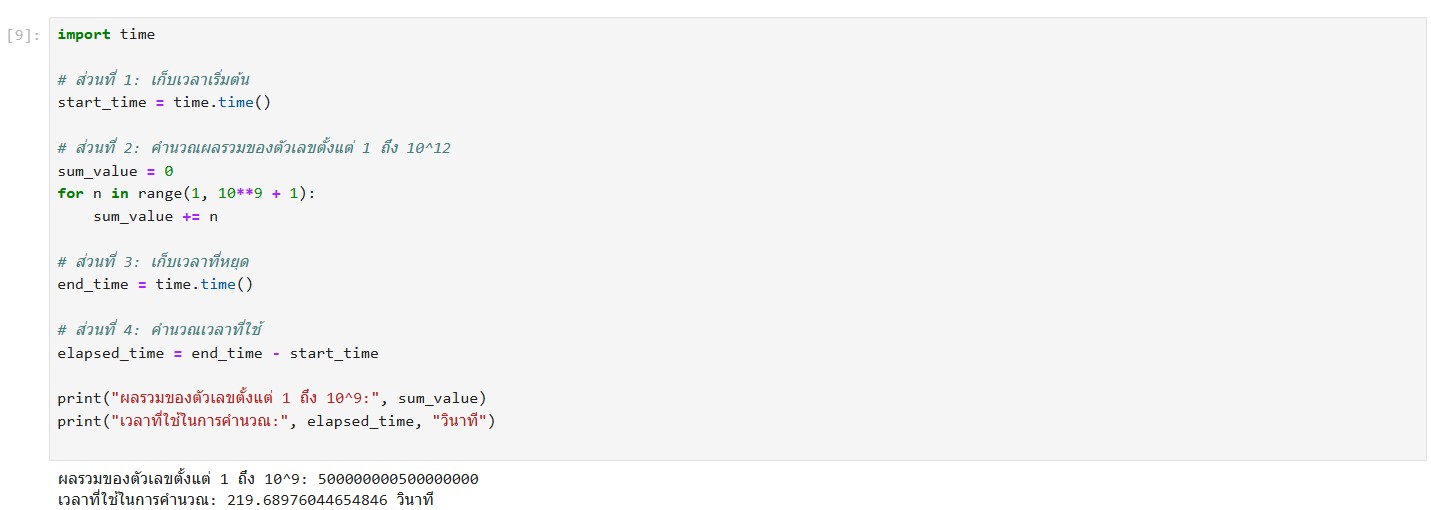 [9]:
import time
# ส่วนที่ 1: เก็บเวลาเริ่มต้น
start_time = time.time()
# ส่วนที่ 2: คำนวณผลรวมของตัวเลขตั้งแต่ 1 ถึง 10^12
sum_value = 0
for n in range(1, 10**9 + 1):
    sum_value += n
# ส่วนที่ 3: เก็บเวลาที่หยุด
end_time = time.time()
# ส่วนที่ 4: คำนวณเวลาที่ใช้
elapsed_time = end_time - start_time
print("ผลรวมของตัวเลขตั้งแต่ 1 ถึง 10^9:", sum_value)
print("เวลาที่ใช้ในการคำนวณ:", elapsed_time, "วินาที")
ผลรวมของตัวเลขตั้งแต่ 1 ถึง 10^9: 500000000500000000
เวลาที่ใช้ในการคำนวณ: 219.68976044654846 วินาที